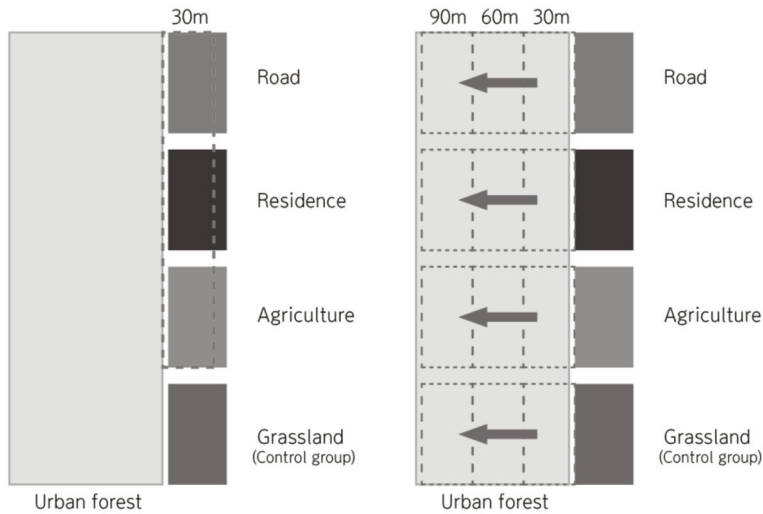 30m
Road
Residence
Agriculture
Grassland
(Control group)
Urban forest
90m 60m 30m
Road
Residence
Agriculture
Grassland
(Control group)
Urban forest